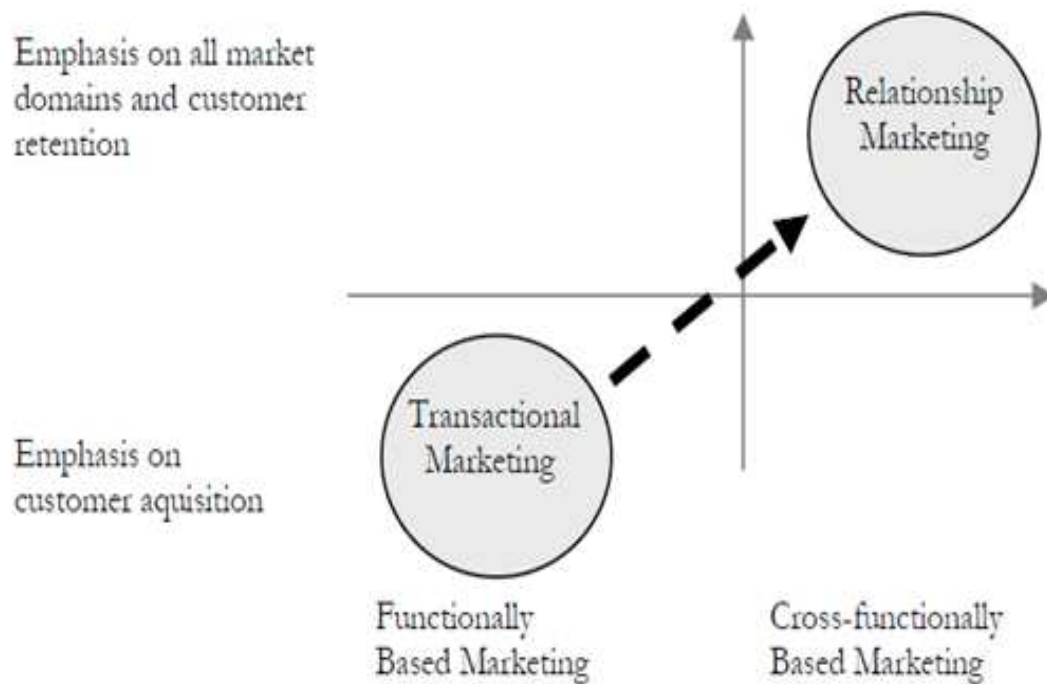 Emphasis on all market
domains and customer
retention
Relationship
Marketing
Transactional
Marketing
Emphasis on
customer aquisition
Functionally
Based Marketing
Cross-functionally
Based Marketing